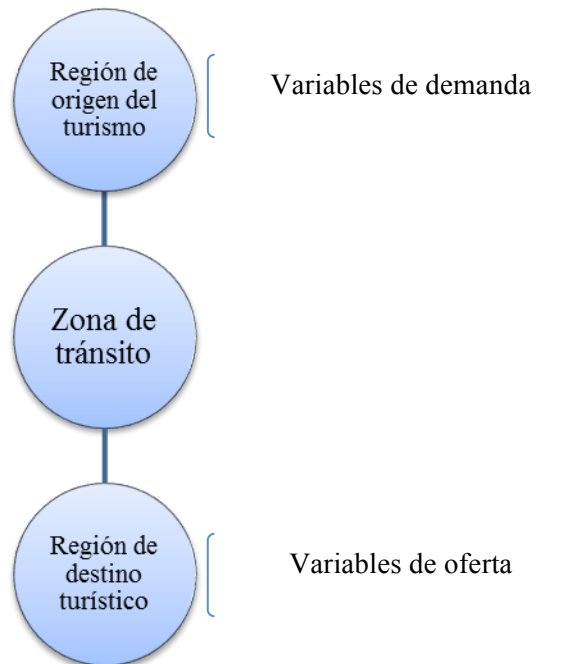 Región de
origen del
turismo
Variables de demanda
Zona de
tránsito
Región de
destino
turístico
Variables de oferta